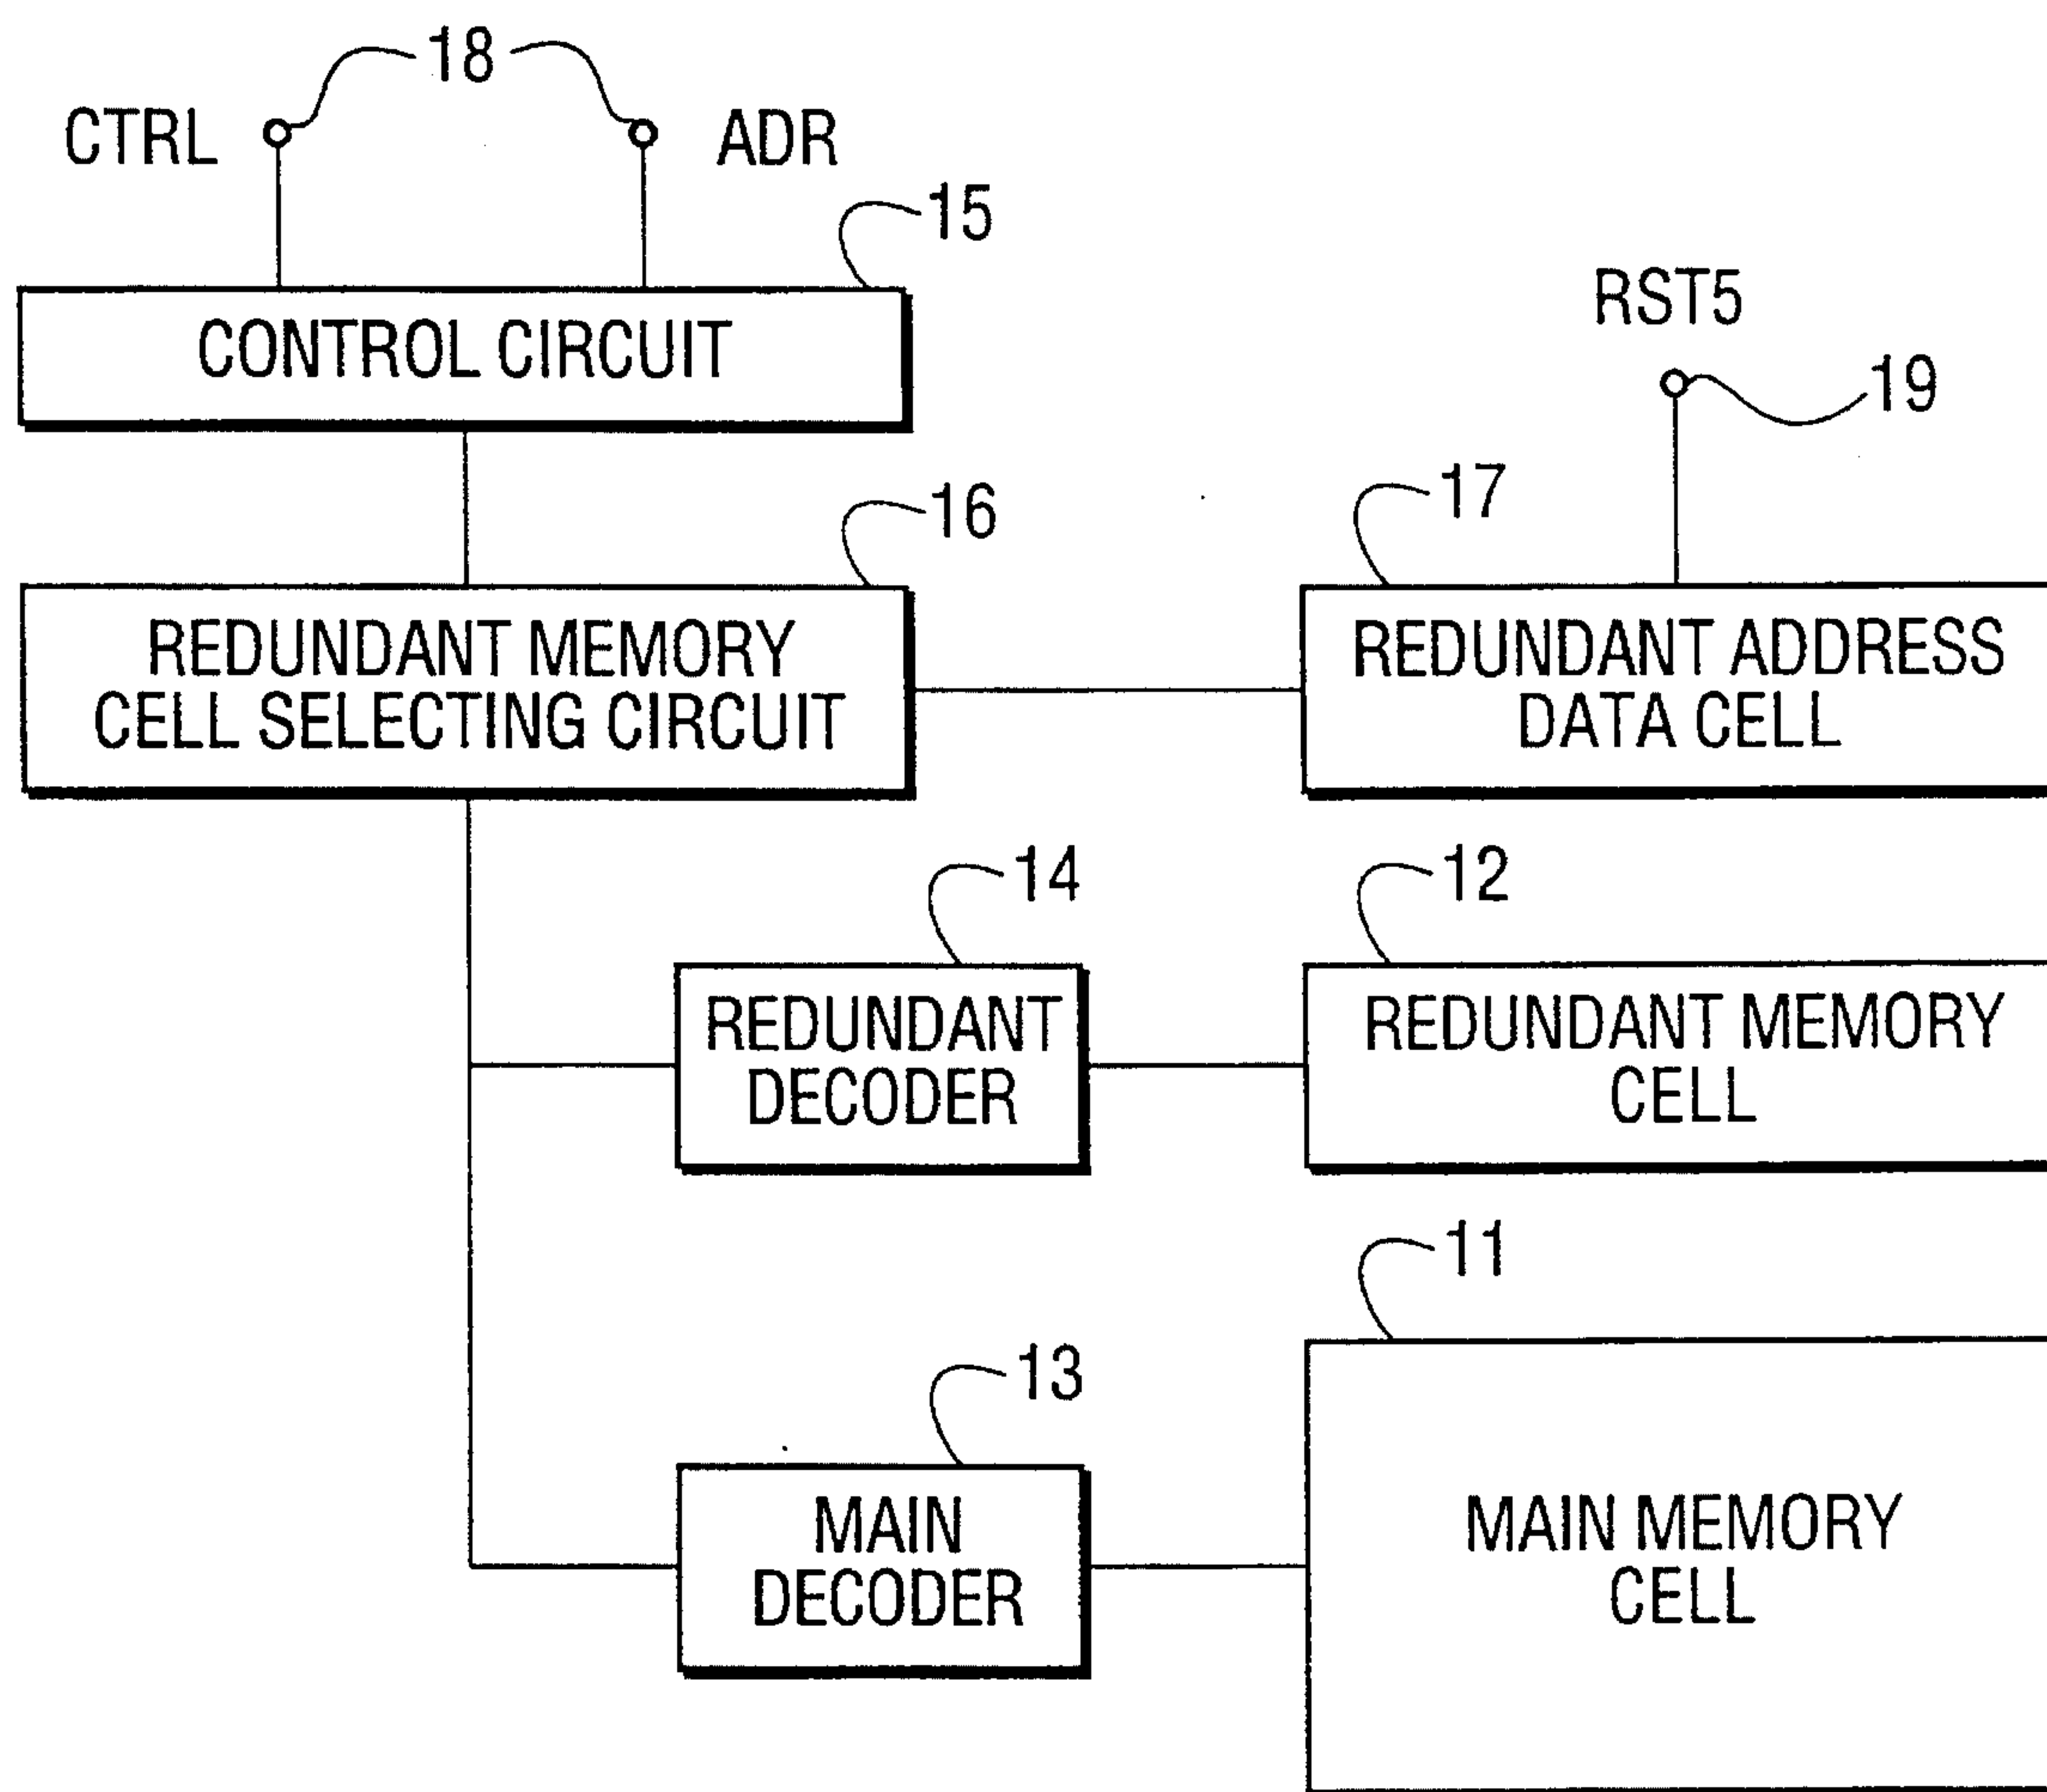 18
CTRL
ADR
15
CONTROL CIRCUIT
RST5
19
16
17
REDUNDANT MEMORY
CELL SELECTING CIRCUIT
REDUNDANT ADDRESS
DATA CELL
14
12
REDUNDANT
DECODER
REDUNDANT MEMORY
CELL
11
13
MAIN
DECODER
MAIN MEMORY
CELL